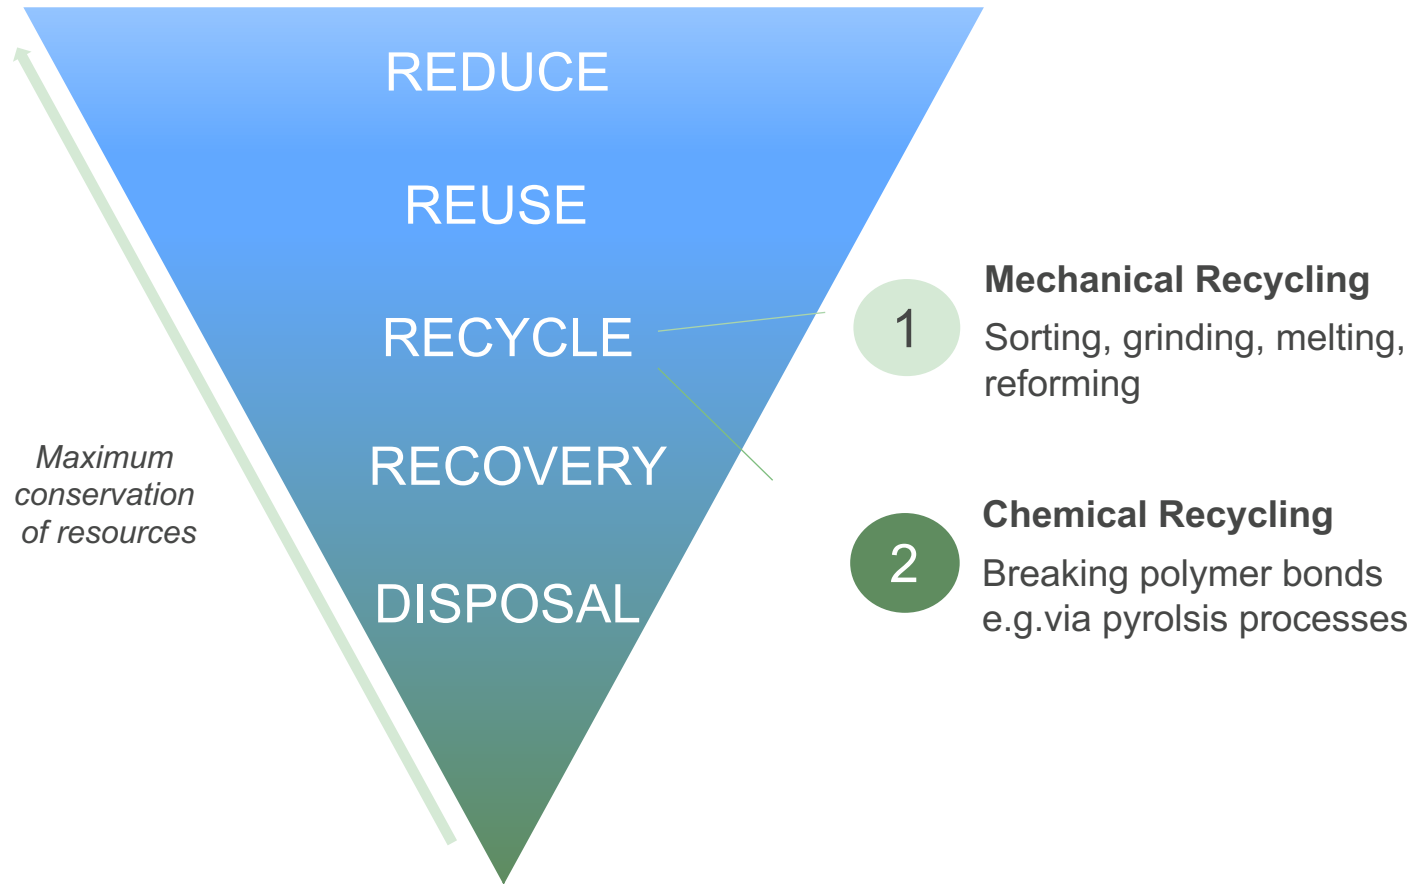 REDUCE
REUSE
RECYCLE
RECOVERY
DISPOSAL
Maximum
conservation
of resources
1
Mechanical Recycling
Sorting, grinding, melting,
reforming
2
Chemical Recycling
Breaking polymer bonds
e.g.via pyrolsis processes